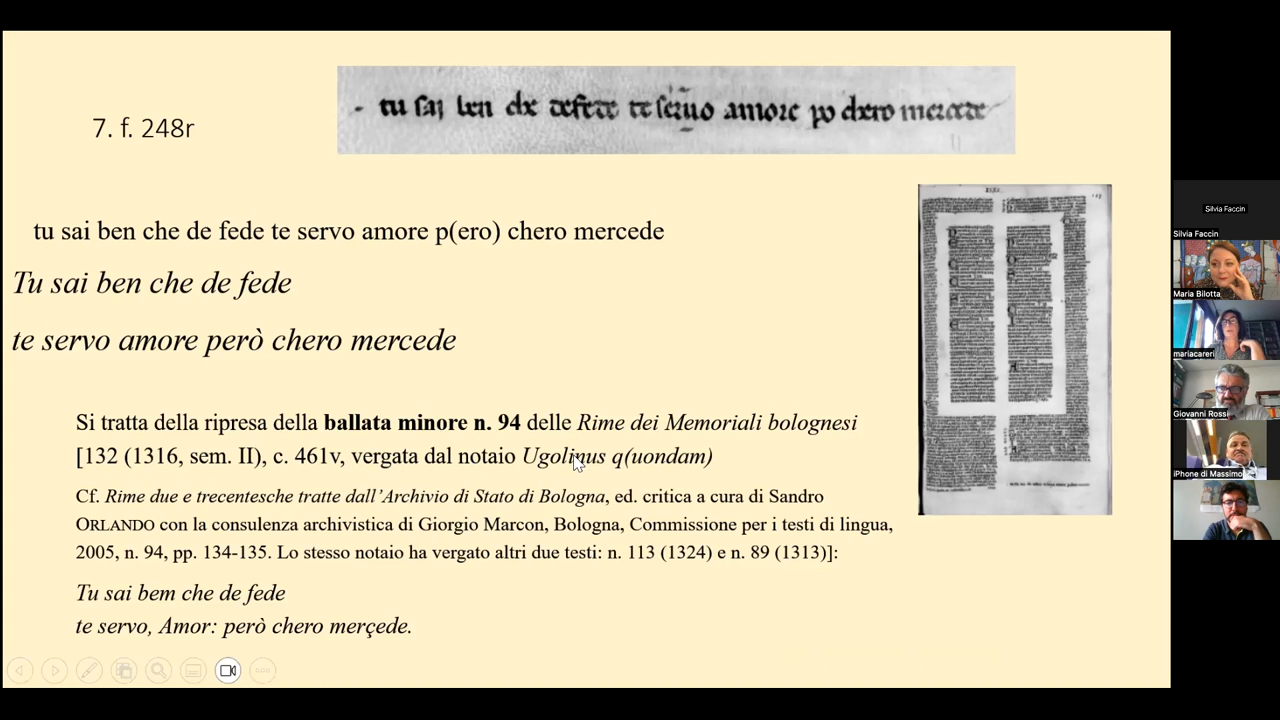 tu saj ben che de fede te seruo amore po chero mercede
7. f. 248r
tu sai ben che de fede te servo amore p(ero) chero mercede
Tu sai ben che de fede
te servo amore però chero mercede
Si tratta della ripresa della ballata minore n. 94 delle Rime dei Memoriali bolognesi
[132 (1316, sem. II), c. 461v, vergata dal notaio Ugolinus q(uondam)
Cf. Rime due e trecentesche tratte dall’Archivio di Stato di Bologna, ed. critica a cura di Sandro
ORLANDO con la consulenza archivistica di Giorgio Marcon, Bologna, Commissione per i testi di lingua,
2005, n. 94, pp. 134-135. Lo stesso notaio ha vergato altri due testi: n. 113 (1324) e n. 89 (1313)]:
Tu sai bem che de fede
te servo, Amor: però chero merçede.
Silvia Faccin
Silvia Faccin
Maria Bilotta
mariacareri
Giovanni Rossi
iPhone di Massimo